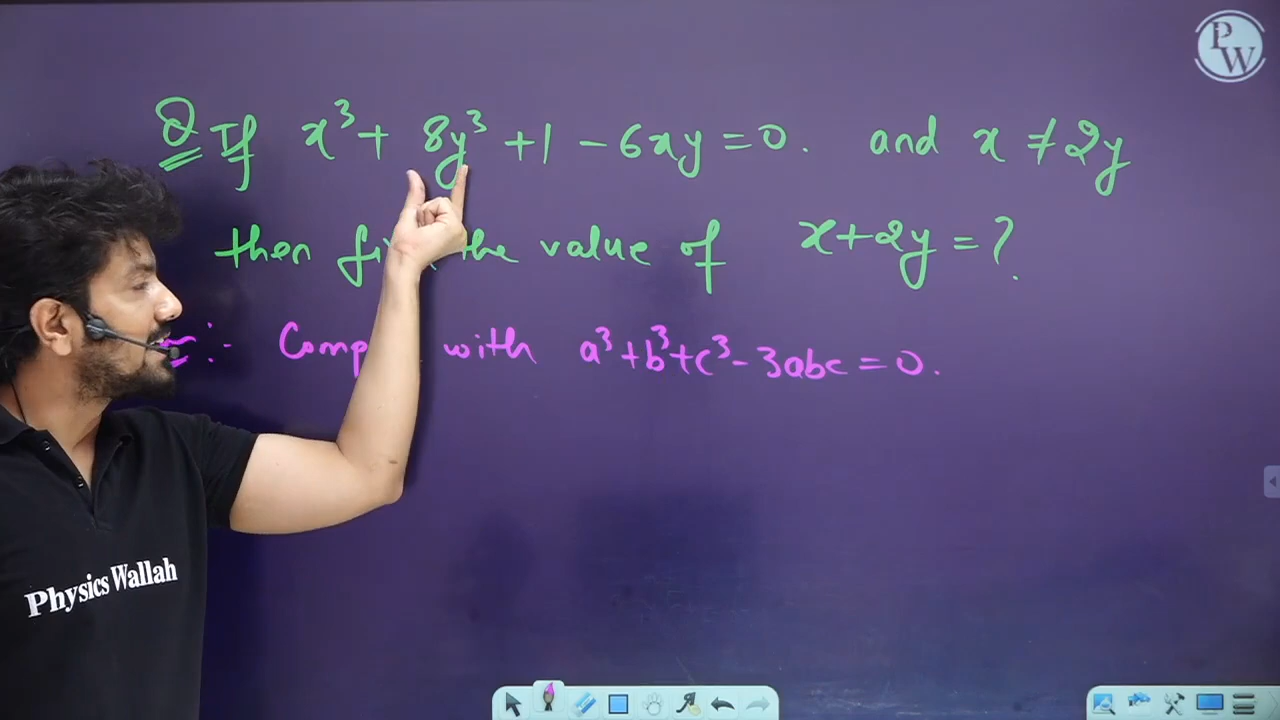 PW
Q If x³ + 8y³ + 1 - 6xy = 0. and x ≠ 2y
then the value of x+2y = ?
:- with a³+b³+c³-3abc = 0.
Physics Wallah